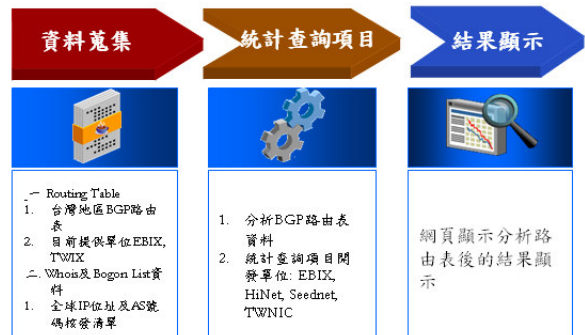 資料蒐集
統計查詢項目
結果顯示
一 Routing Table
1. 台灣地區BGP路由
表
2. 目前提供單位EBIX,
TWIX
二. Whois及 Bogon List資
料
1. 全球IP位址及AS號
碼核發清單
1. 分析BGP路由表
資料
2. 統計查詢項目開
發單位: EBIX,
HiNet, Seednet,
TWNIC
網頁顯示分析路
由表後的結果顯
示